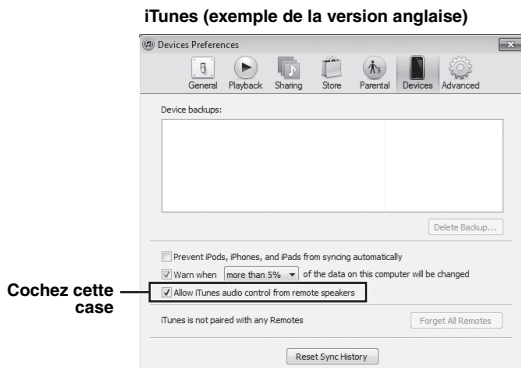 iTunes (exemple de la version anglaise)
Devices Preferences
General Playback Sharing Store Parental Devices Advanced
Device backups:
Delete Backup...
Prevent iPods, iPhones, and iPads from syncing automatically
Warn when more than 5% of the data on this computer will be changed
Cochez cette case
Allow iTunes audio control from remote speakers
iTunes is not paired with any Remotes Forget All Remotes
Reset Sync History